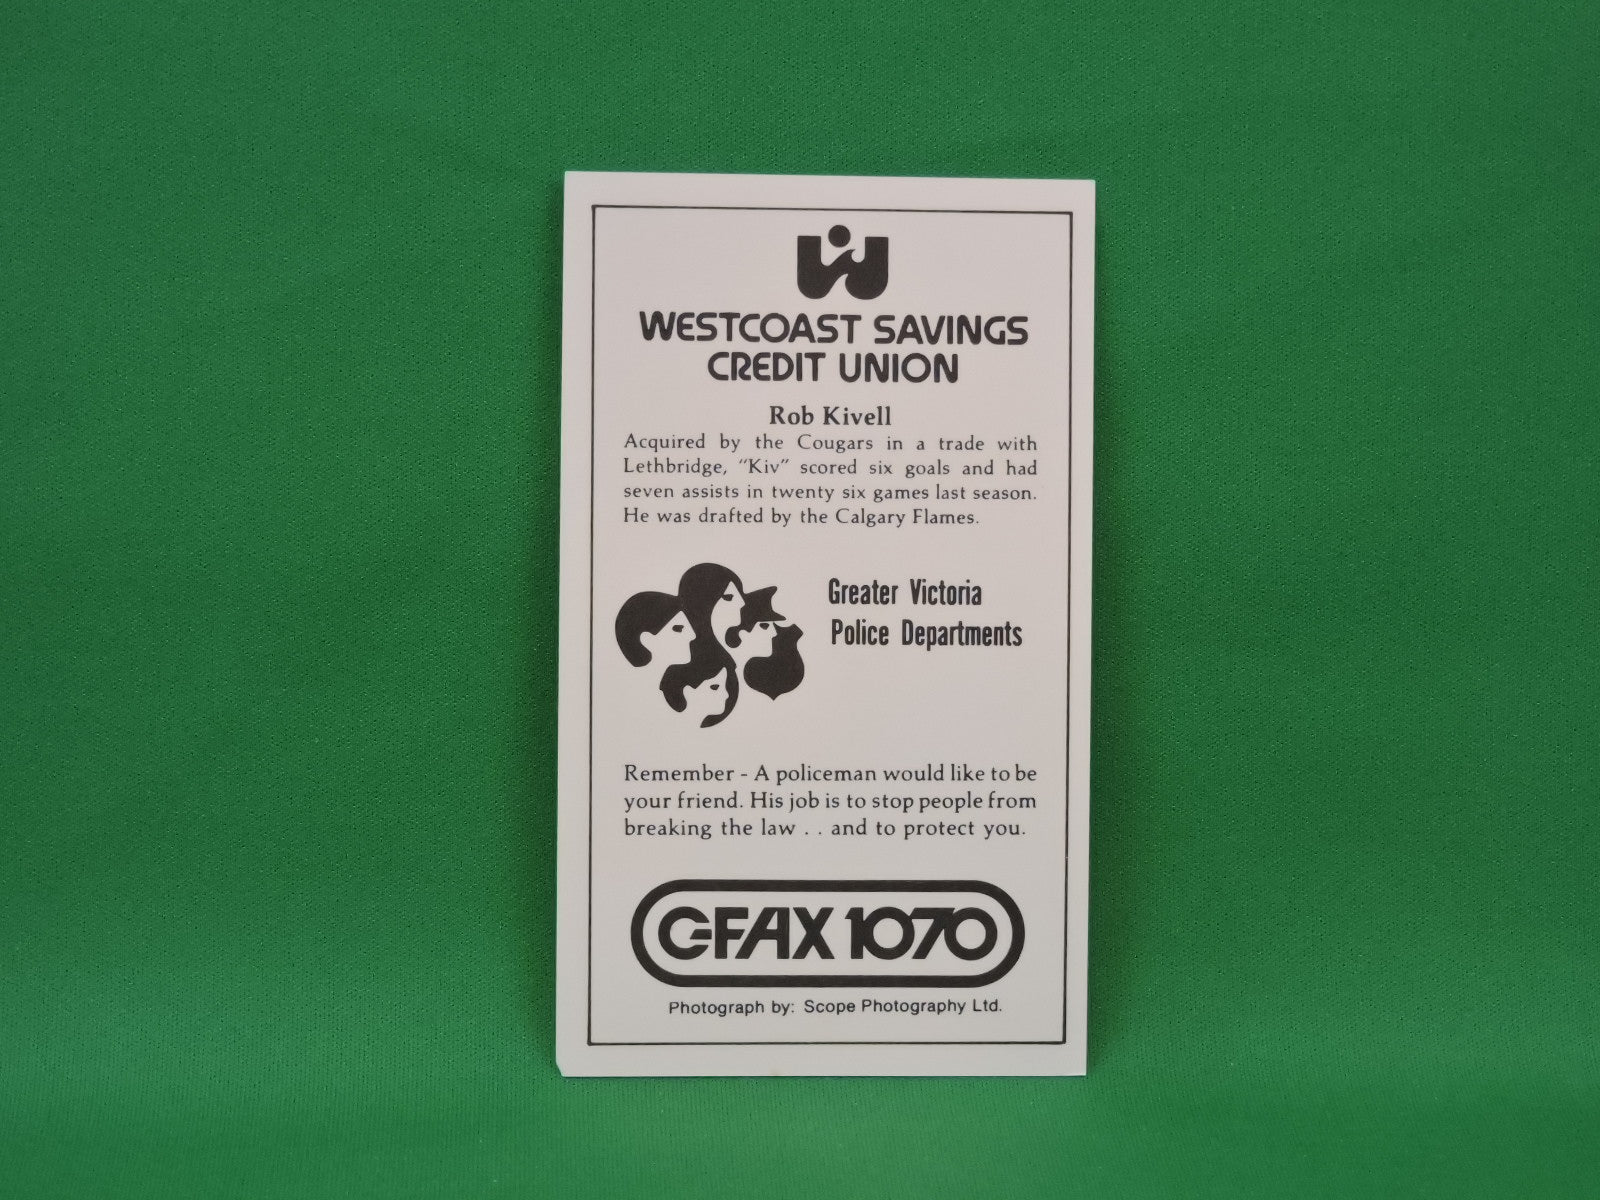 WESTCOAST SAVINGS
CREDIT UNION
Rob Kivell
Acquired by the Cougars in a trade with
Lethbridge, "Kiv" scored six goals and had
seven assists in twenty six games last season.
He was drafted by the Calgary Flames.
Greater Victoria
Police Departments
Remember - A policeman would like to be
your friend. His job is to stop people from
breaking the law . . and to protect you.
C-FAX 1070
Photograph by: Scope Photography Ltd.